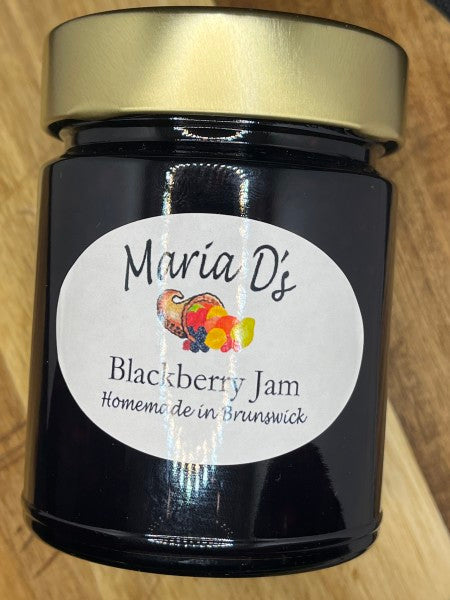 Maria D's
Blackberry Jam
Homemade in Brunswick